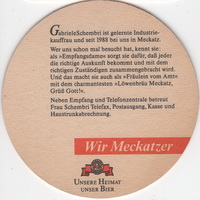 GabrieleSchombri ist gelernte Industrie-
kauffrau und seit 1988 bei uns in Meckatz.
Wer uns schon mal besucht hat, kennt sie:
als »Empfangsdame« sorgt sie dafür, daß jeder
die richtige Auskunft bekommt und mit dem
richtigen Zuständigen zusammengebracht wird.
Und das macht sie auch als »Fräulein vom Amt«
mit dem charmantesten »Löwenbräu Meckatz,
Grüß Gott!«.
Neben Empfang und Telefonzentrale betreut
Frau Schombri Telefax, Postausgang, Kasse und
Haustrunkabrechnung.
Wir Meckatzer
UNSERE HEIMAT
UNSER BIER